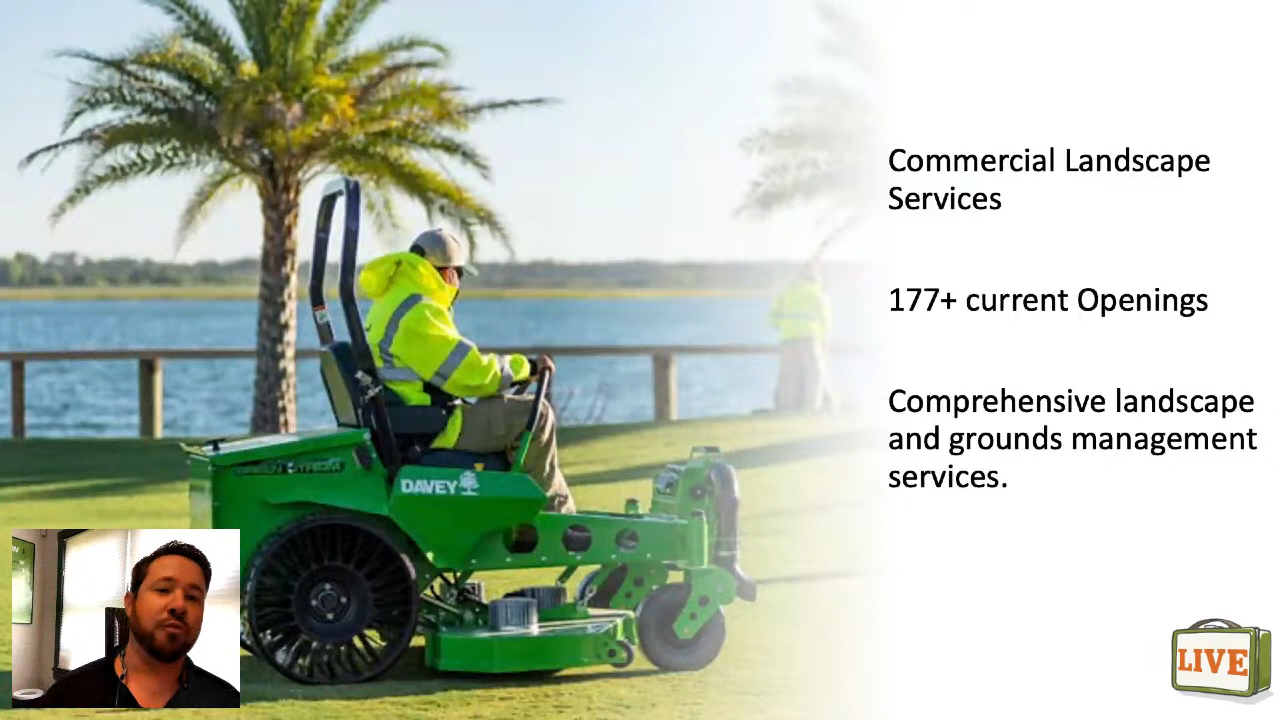 Commercial Landscape
Services
177+ current Openings
Comprehensive landscape
and grounds management
services.
DAVEY
LIVE